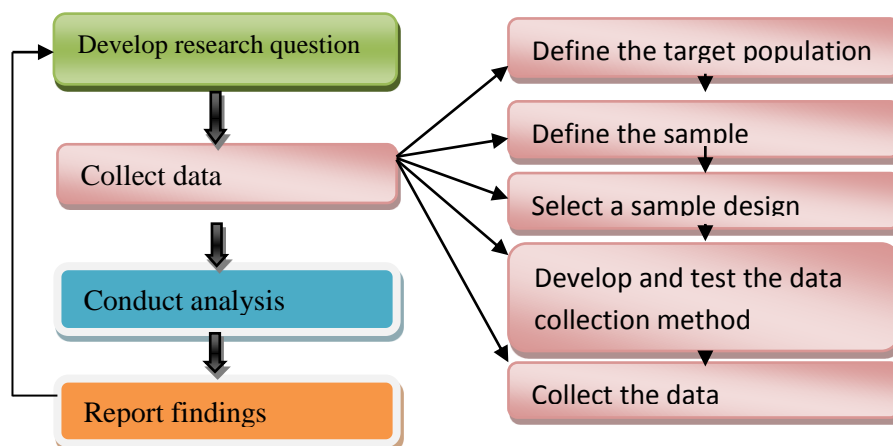 Develop research question
Collect data
Conduct analysis
Report findings
Define the target population
Define the sample
Select a sample design
Develop and test the data
collection method
Collect the data